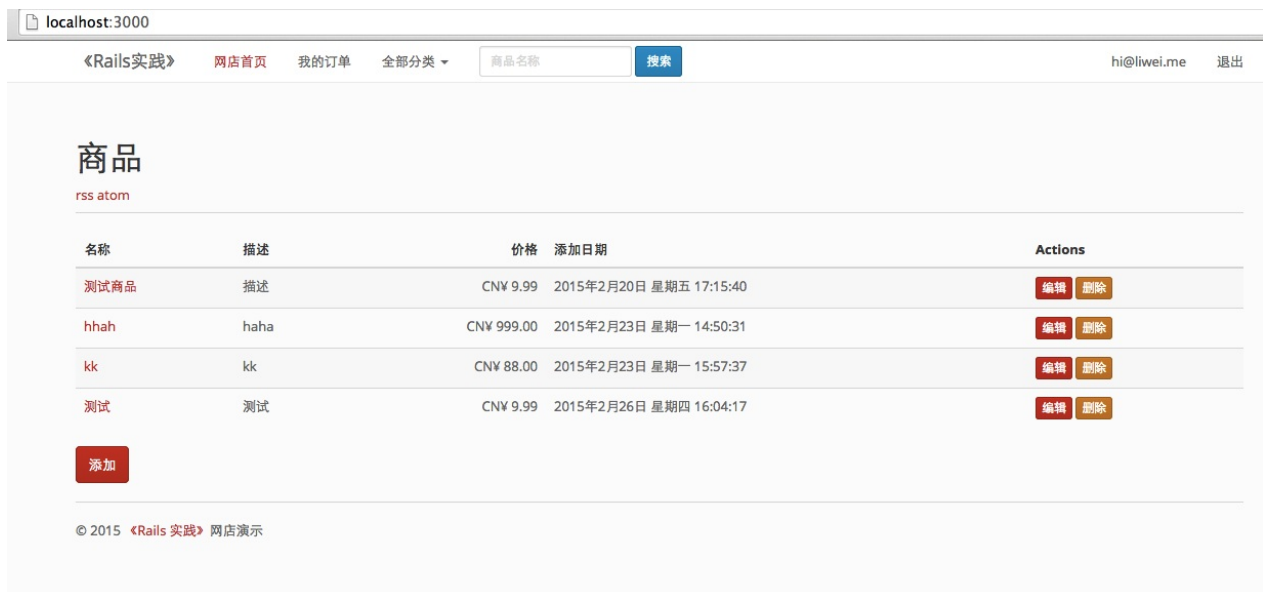 localhost:3000
《Rails实践》 网店首页 我的订单 全部分类 商品名称 搜索 hi@liwei.me 退出
商品
rss atom
名称 描述 价格 添加日期 Actions
测试商品 描述 CN¥ 9.99 2015年2月20日 星期五 17:15:40 编辑 删除
hhah haha CN¥ 999.00 2015年2月23日 星期一 14:50:31 编辑 删除
kk kk CN¥ 88.00 2015年2月23日 星期一 15:57:37 编辑 删除
测试 测试 CN¥ 9.99 2015年2月26日 星期四 16:04:17 编辑 删除
添加
© 2015 《Rails 实践》 网店演示